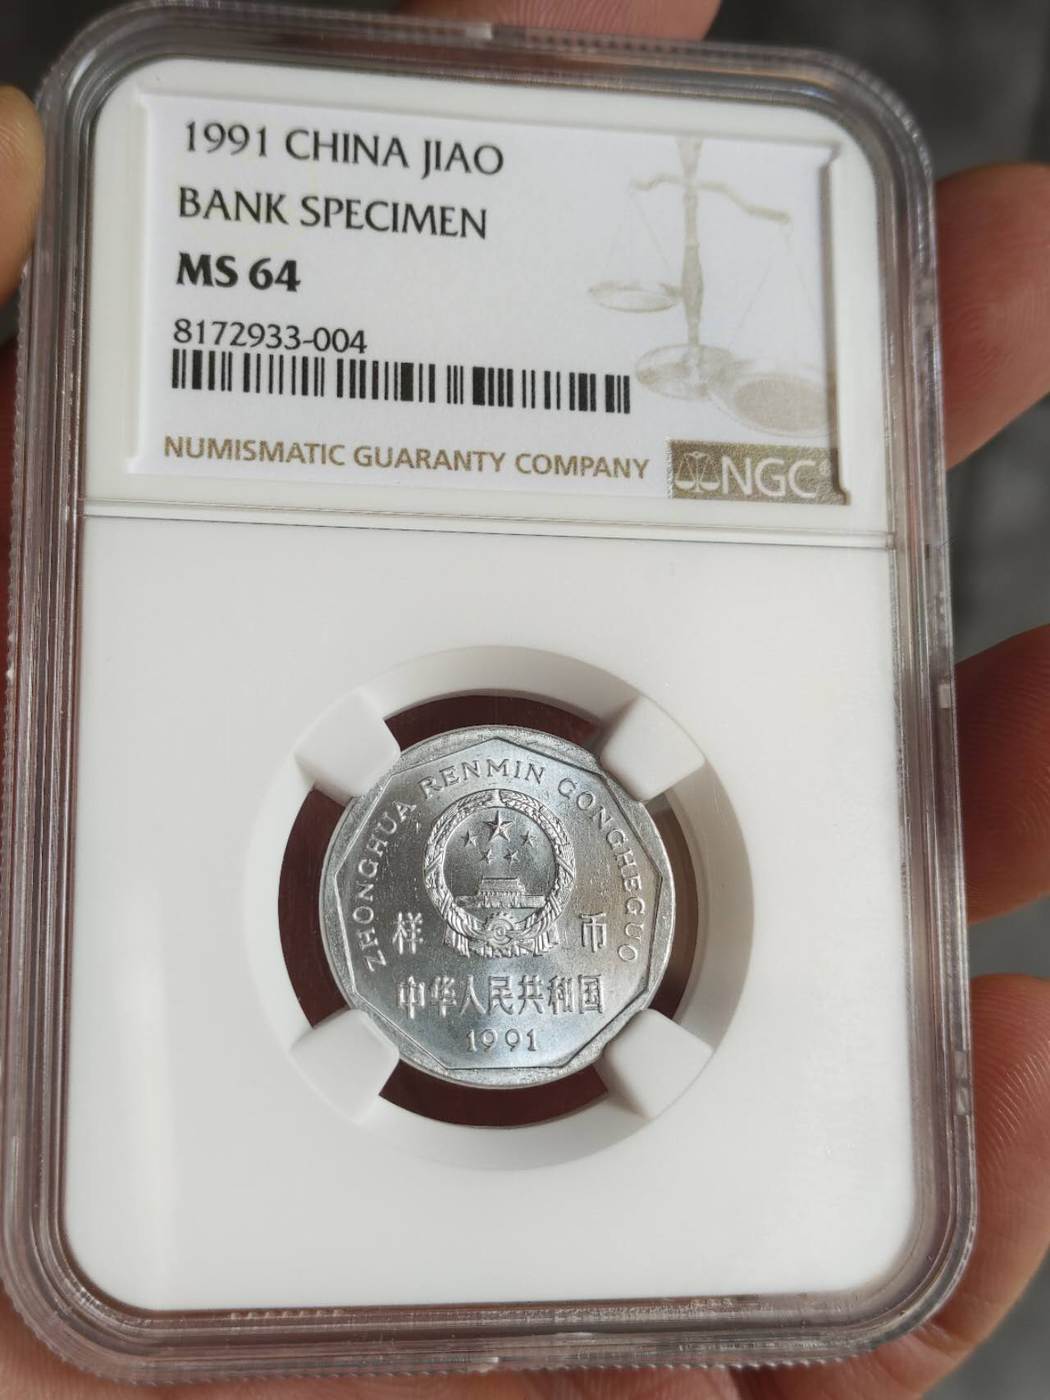 1991 CHINA JIAO
BANK SPECIMEN
MS 64
8172933-004
NUMISMATIC GUARANTY COMPANY
NGC
ZHONGHUA RENMIN GONGHEGUO
样 币
中华人民共和国
1991